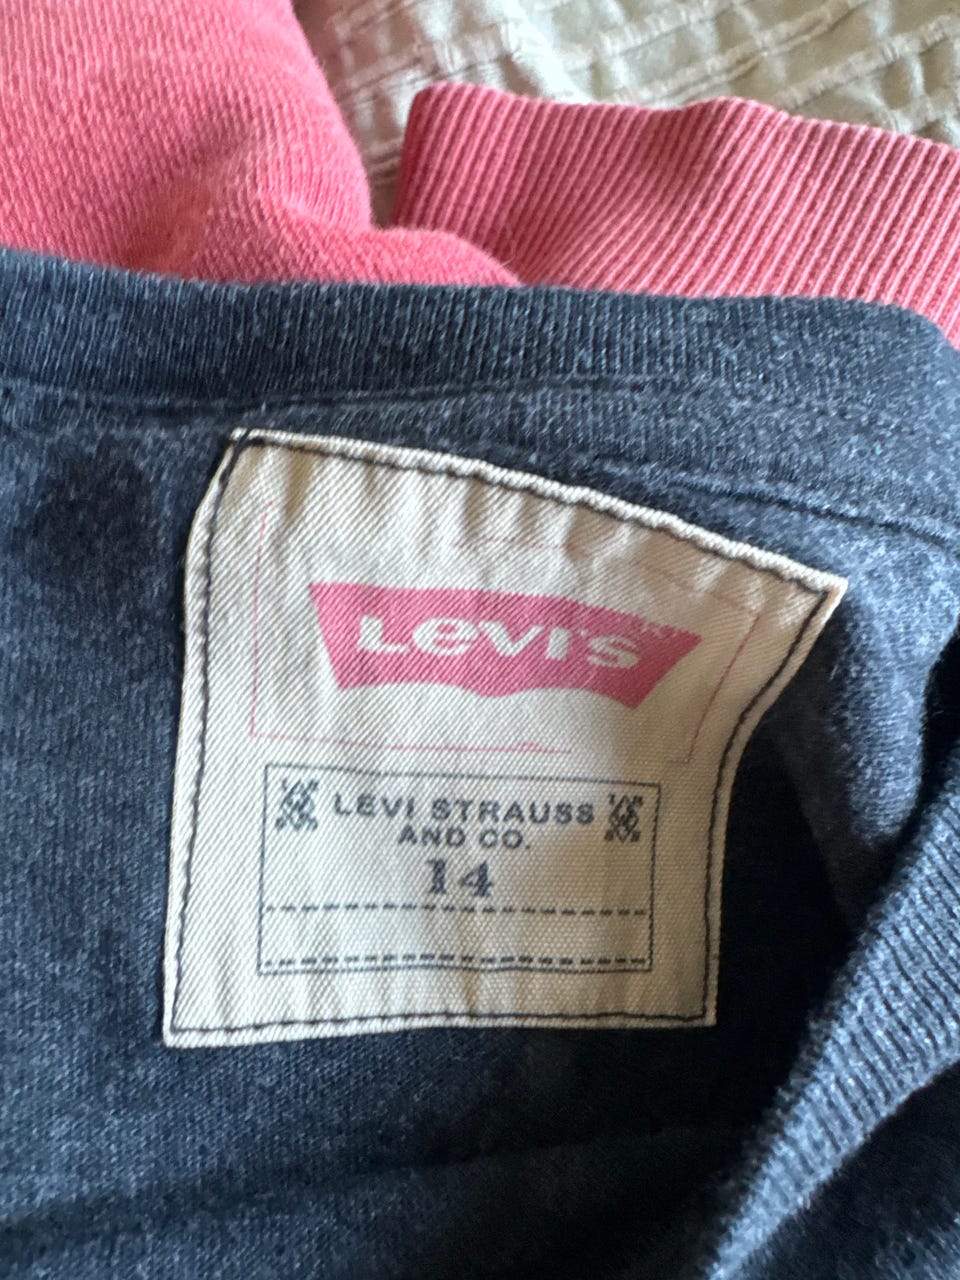 Levi's
LEVI STRAUSS
AND CO.
14